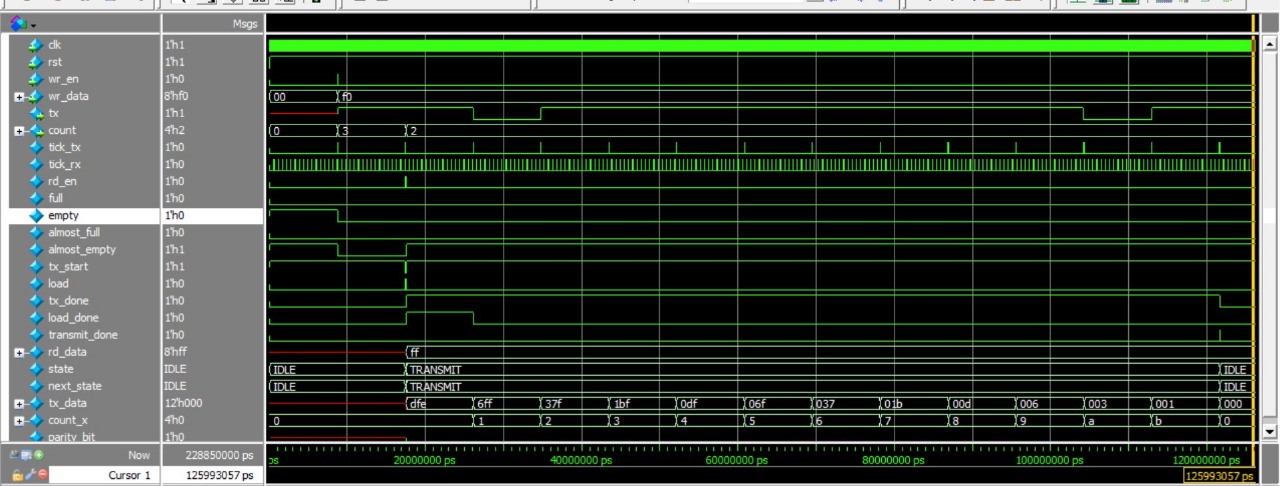 Msgs
clk 1'h1
rst 1'h1
wr_en 1'h0
wr_data 8'hf0 00 f0
tx 1'h1
count 4'h2 0 3 2
tick_tx 1'h0
tick_rx 1'h0
rd_en 1'h0
full 1'h0
empty 1'h0
almost_full 1'h0
almost_empty 1'h1
tx_start 1'h1
load 1'h0
tx_done 1'h0
load_done 1'h0
transmit_done 1'h0
rd_data 8'hff ff
state IDLE IDLE TRANSMIT IDLE
next_state IDLE IDLE TRANSMIT IDLE
tx_data 12'h000 dfe 6ff 37f 1bf 0df 06f 037 01b 00d 006 003 001 000
count_x 4'h0 0 1 2 3 4 5 6 7 8 9 a b 0
parity_bit 1'h0
Now 228850000 ps ps 20000000 ps 40000000 ps 60000000 ps 80000000 ps 100000000 ps 120000000 ps
Cursor 1 125993057 ps 125993057 ps